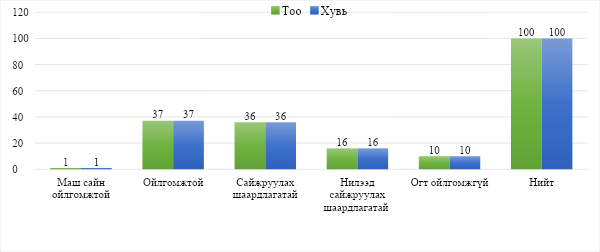 Тоо Хувь
120
100
80
60
40
20
0
1 1
37 37
36 36
16 16
10 10
100 100
Маш сайн
ойлгомжтой
Ойлгомжтой
Сайжруулах
шаардлагатай
Нилээд
сайжруулах
шаардлагатай
Огт ойлгомжгүй
Нийт